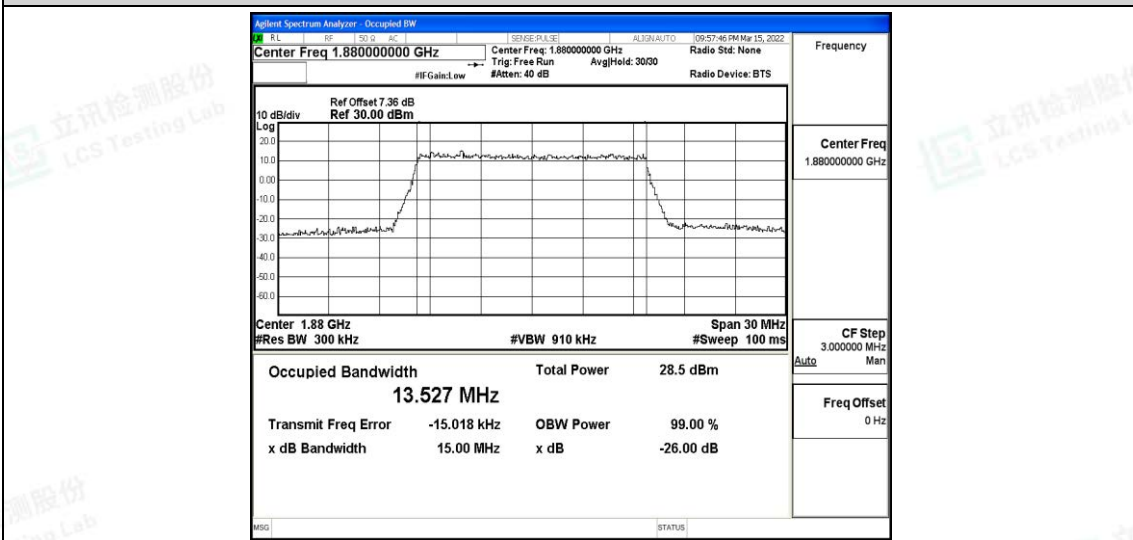 Agilent Spectrum Analyzer - Occupied BW
RL RF 50 Ω AC SENSE:PULSE ALIGN AUTO 09:57:46 PM Mar 15, 2022
Center Freq 1.880000000 GHz
Center Freq: 1.880000000 GHz
Radio Std: None
Trig: Free Run Avg|Hold: 30/30
#IFGain:Low
#Atten: 40 dB
Radio Device: BTS
Frequency
Ref Offset 7.36 dB
10 dB/div Ref 30.00 dBm
Log
20.0
10.0
0.00
-10.0
-20.0
-30.0
-40.0
-50.0
-60.0
Center 1.88 GHz Span 30 MHz
#Res BW 300 kHz #VBW 910 kHz #Sweep 100 ms
Center Freq
1.880000000 GHz
CF Step
3.000000 MHz
Auto Man
Freq Offset
0 Hz
Occupied Bandwidth Total Power 28.5 dBm
13.527 MHz
Transmit Freq Error -15.018 kHz OBW Power 99.00 %
x dB Bandwidth 15.00 MHz x dB -26.00 dB
MSG STATUS
立讯检测股份
LCS Testing Lab
立讯检测股份
LCS Testing L
测股份
ing Lab